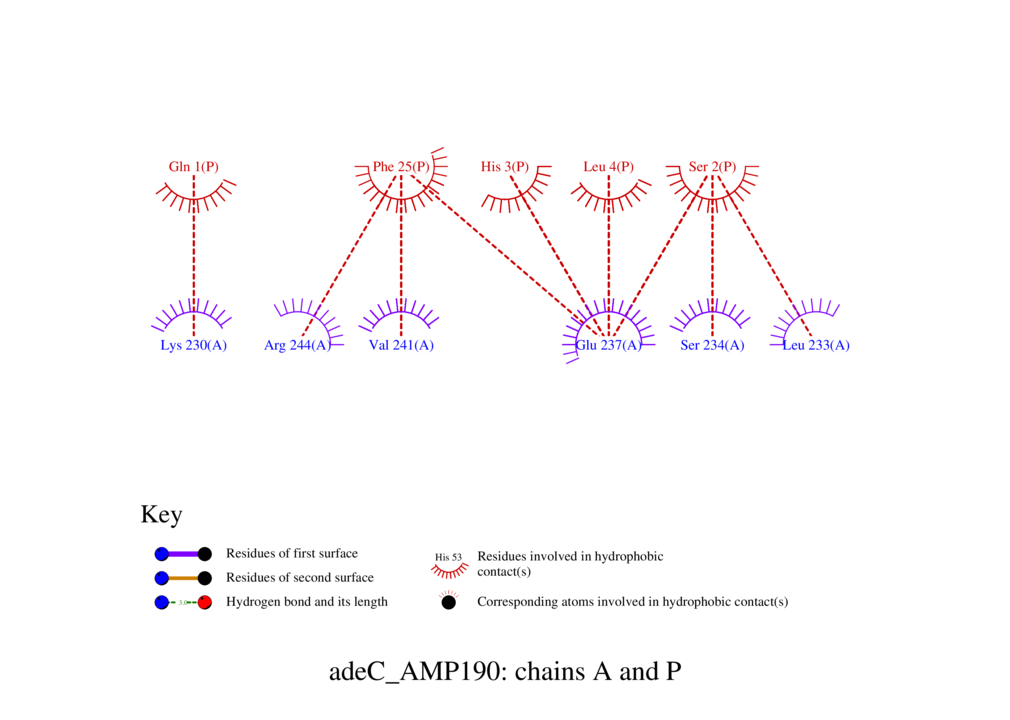 Gln 1(P) Phe 25(P) His 3(P) Leu 4(P) Ser 2(P)
Lys 230(A) Arg 244(A) Val 241(A) Glu 237(A) Ser 234(A) Leu 233(A)
Key
Residues of first surface
Residues of second surface
3.0
Hydrogen bond and its length
His 53
Residues involved in hydrophobic
contact(s)
Corresponding atoms involved in hydrophobic contact(s)
adeC_AMP190: chains A and P